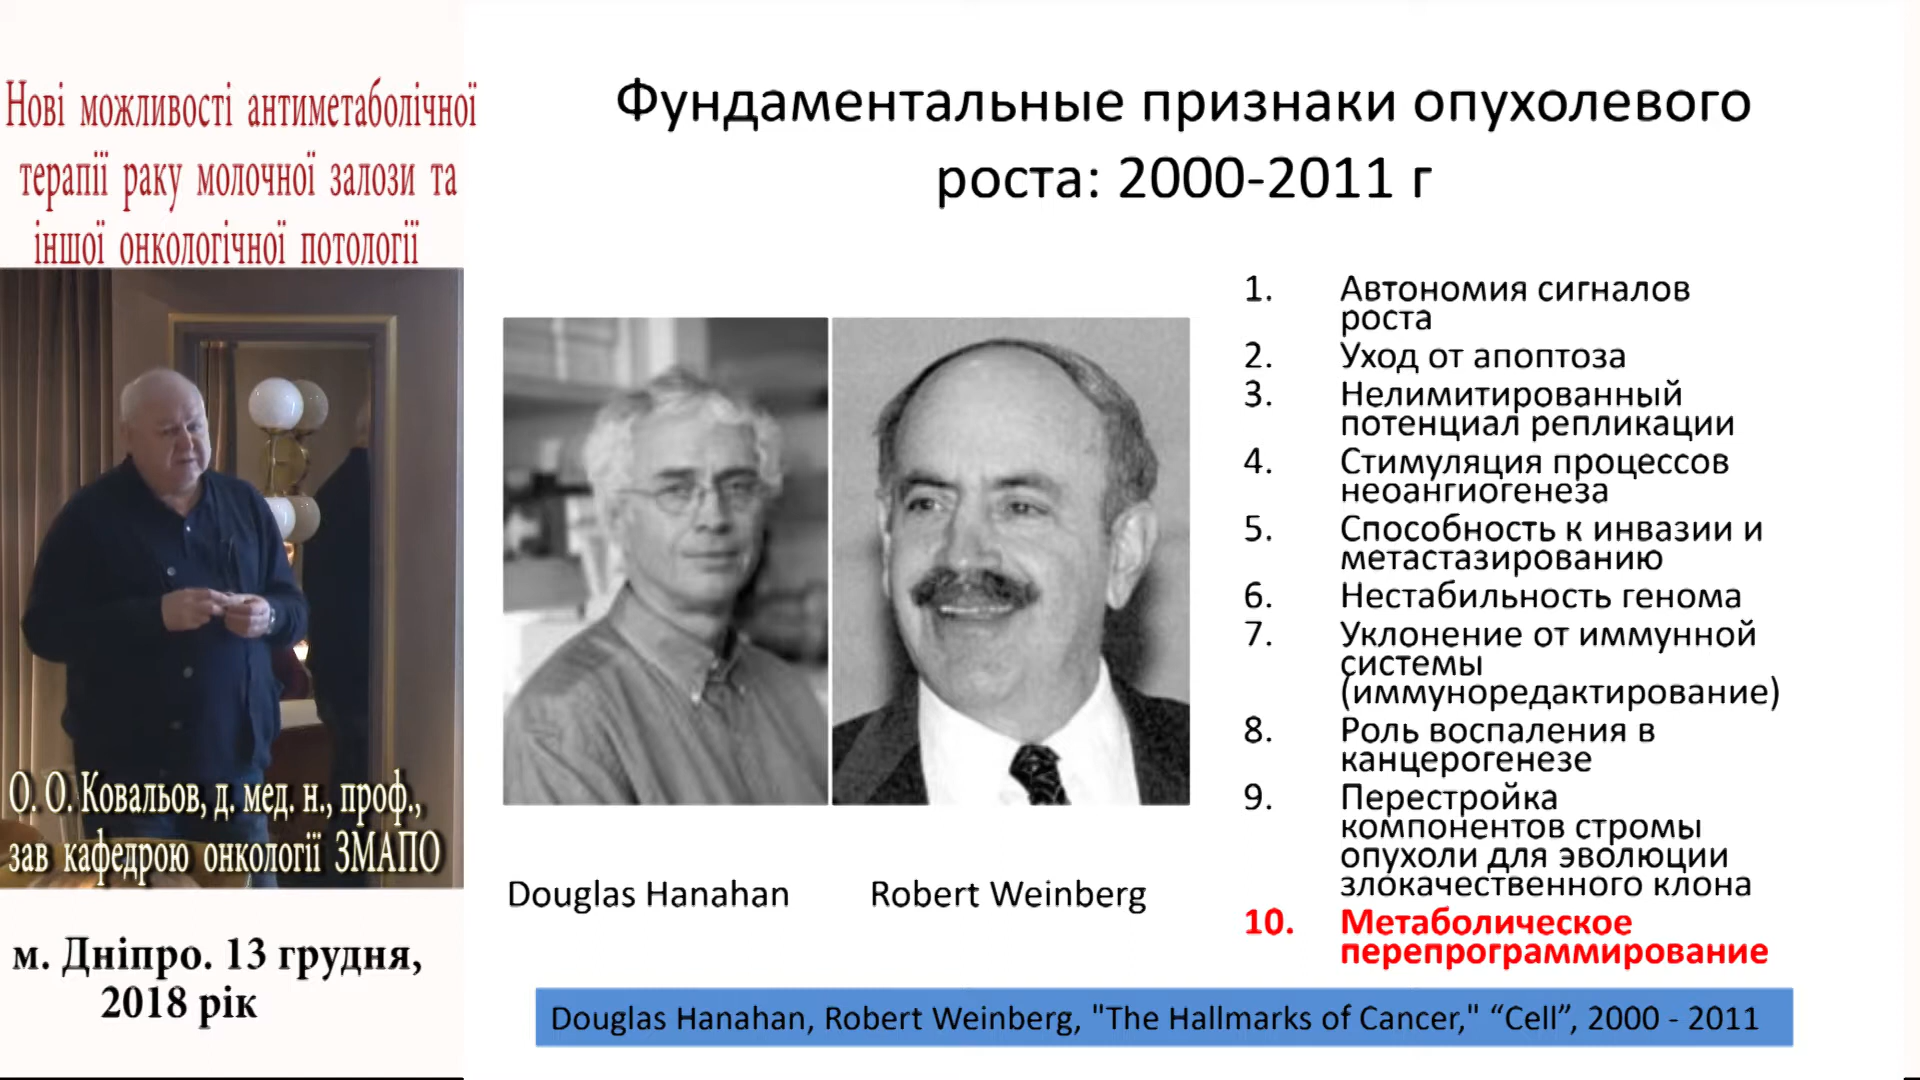 Нові можливості антиметаболічної
терапії раку молочної залози та
іншої онкологічної потології
О. О. Ковальов, д. мед. н., проф.,
зав кафедрою онкології ЗМАПО
м. Дніпро. 13 грудня,
2018 рік
Фундаментальные признаки опухолевого
роста: 2000-2011 г
Douglas Hanahan
Robert Weinberg
1. Автономия сигналов
роста
2. Уход от апоптоза
3. Нелимитированный
потенциал репликации
4. Стимуляция процессов
неоангиогенеза
5. Способность к инвазии и
метастазированию
6. Нестабильность генома
7. Уклонение от иммунной
системы
(иммуноредактирование)
8. Роль воспаления в
канцерогенезе
9. Перестройка
компонентов стромы
опухоли для эволюции
злокачественного клона
10. Метаболическое
перепрограммирование
Douglas Hanahan, Robert Weinberg, "The Hallmarks of Cancer," “Cell”, 2000 - 2011